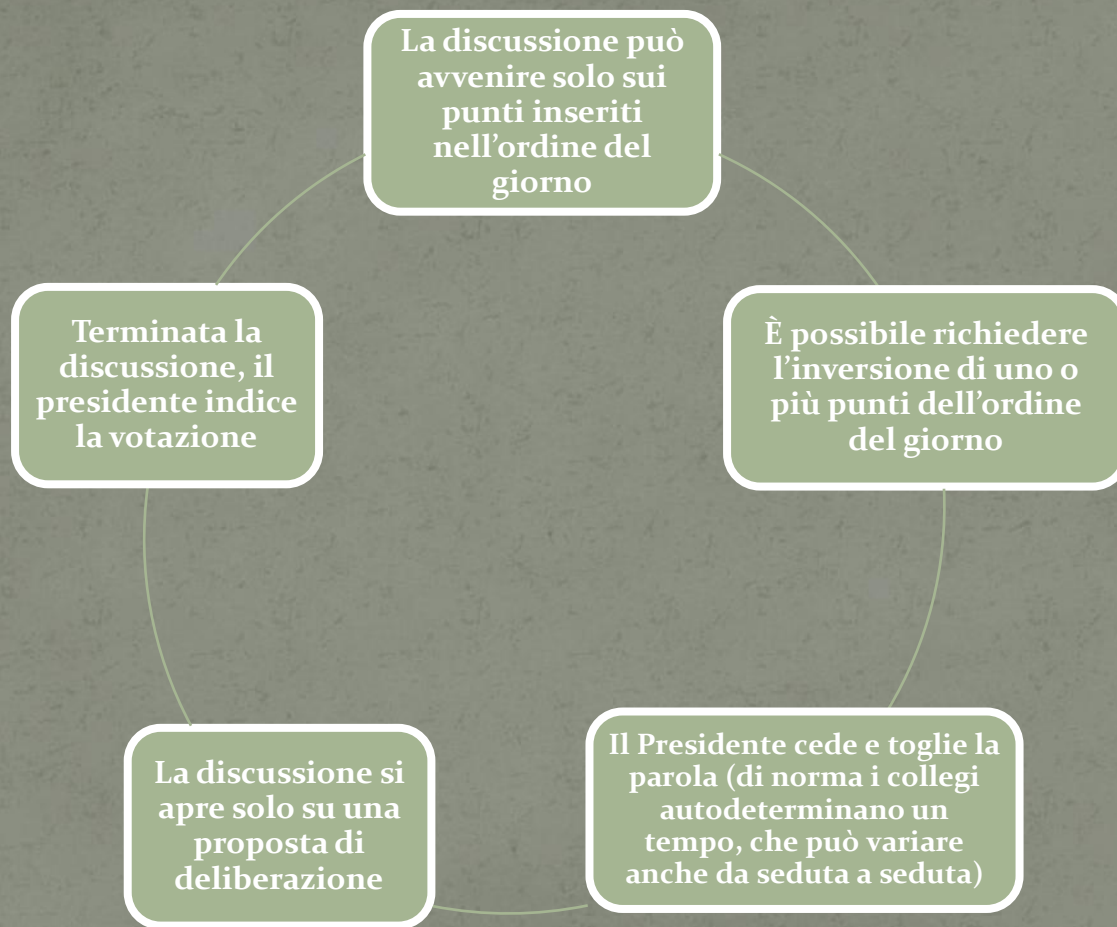 La discussione può
avvenire solo sui
punti inseriti
nell’ordine del
giorno
È possibile richiedere
l’inversione di uno o
più punti dell’ordine
del giorno
Il Presidente cede e toglie la
parola (di norma i collegi
autodeterminano un
tempo, che può variare
anche da seduta a seduta)
La discussione si
apre solo su una
proposta di
deliberazione
Terminata la
discussione, il
presidente indice
la votazione